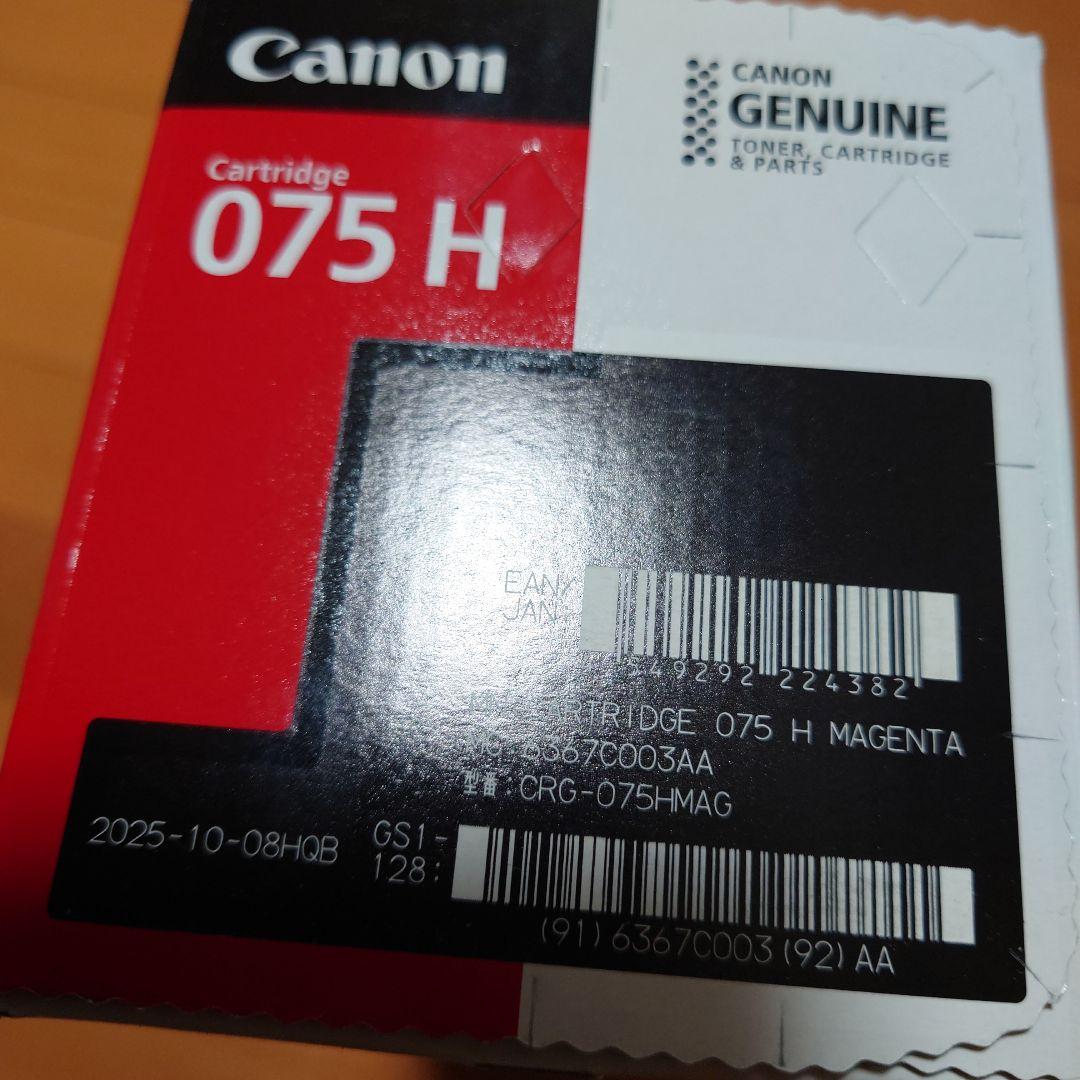 Canon
CANON
GENUINE
TONER, CARTRIDGE
& PARTS
Cartridge
075 H
EAN/
JAN
549292 224382
CARTRIDGE 075 H MAGENTA
6367C003AA
型番: CRG-075HMAG
2025-10-08HQB
GS1-
128:
(91)6367C003(92)AA